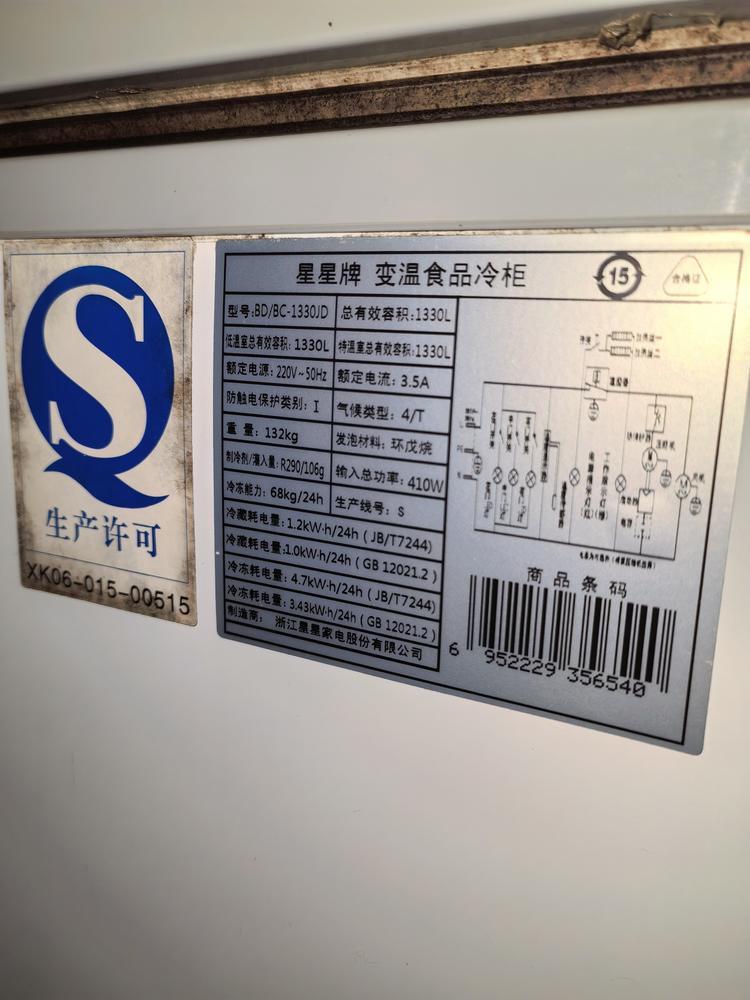 生产许可
XK06-015-00515
星星牌 变温食品冷柜
15
合格证
型号:BD/BC-1330JD
总有效容积:1330L
低温室总有效容积:1330L
特温室总有效容积:1330L
额定电源:220V~50Hz
额定电流:3.5A
防触电保护类别:I
气候类型:4/T
重 量:132kg
发泡材料:环戊烷
制冷剂/灌入量:R290/106g
输入总功率:410W
冷冻能力:68kg/24h
生产线号:S
冷藏耗电量:1.2kW·h/24h(JB/T7244)
冷藏耗电量:1.0kW·h/24h(GB 12021.2)
冷冻耗电量:4.7kW·h/24h(JB/T7244)
冷冻耗电量:3.43kW·h/24h(GB 12021.2)
制造商: 浙江星星家电股份有限公司
温控器
商品条码
6 952229 356540